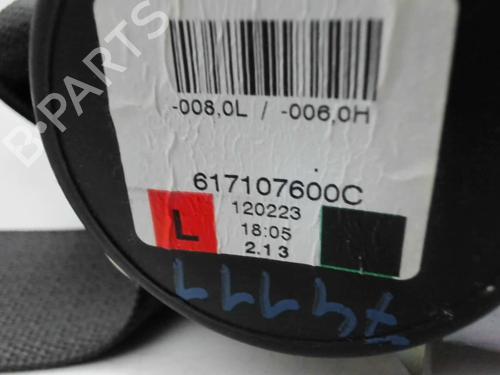 B-PARTS
-008,0L / -006,0H
617107600C
L
120223
18:05
2.13